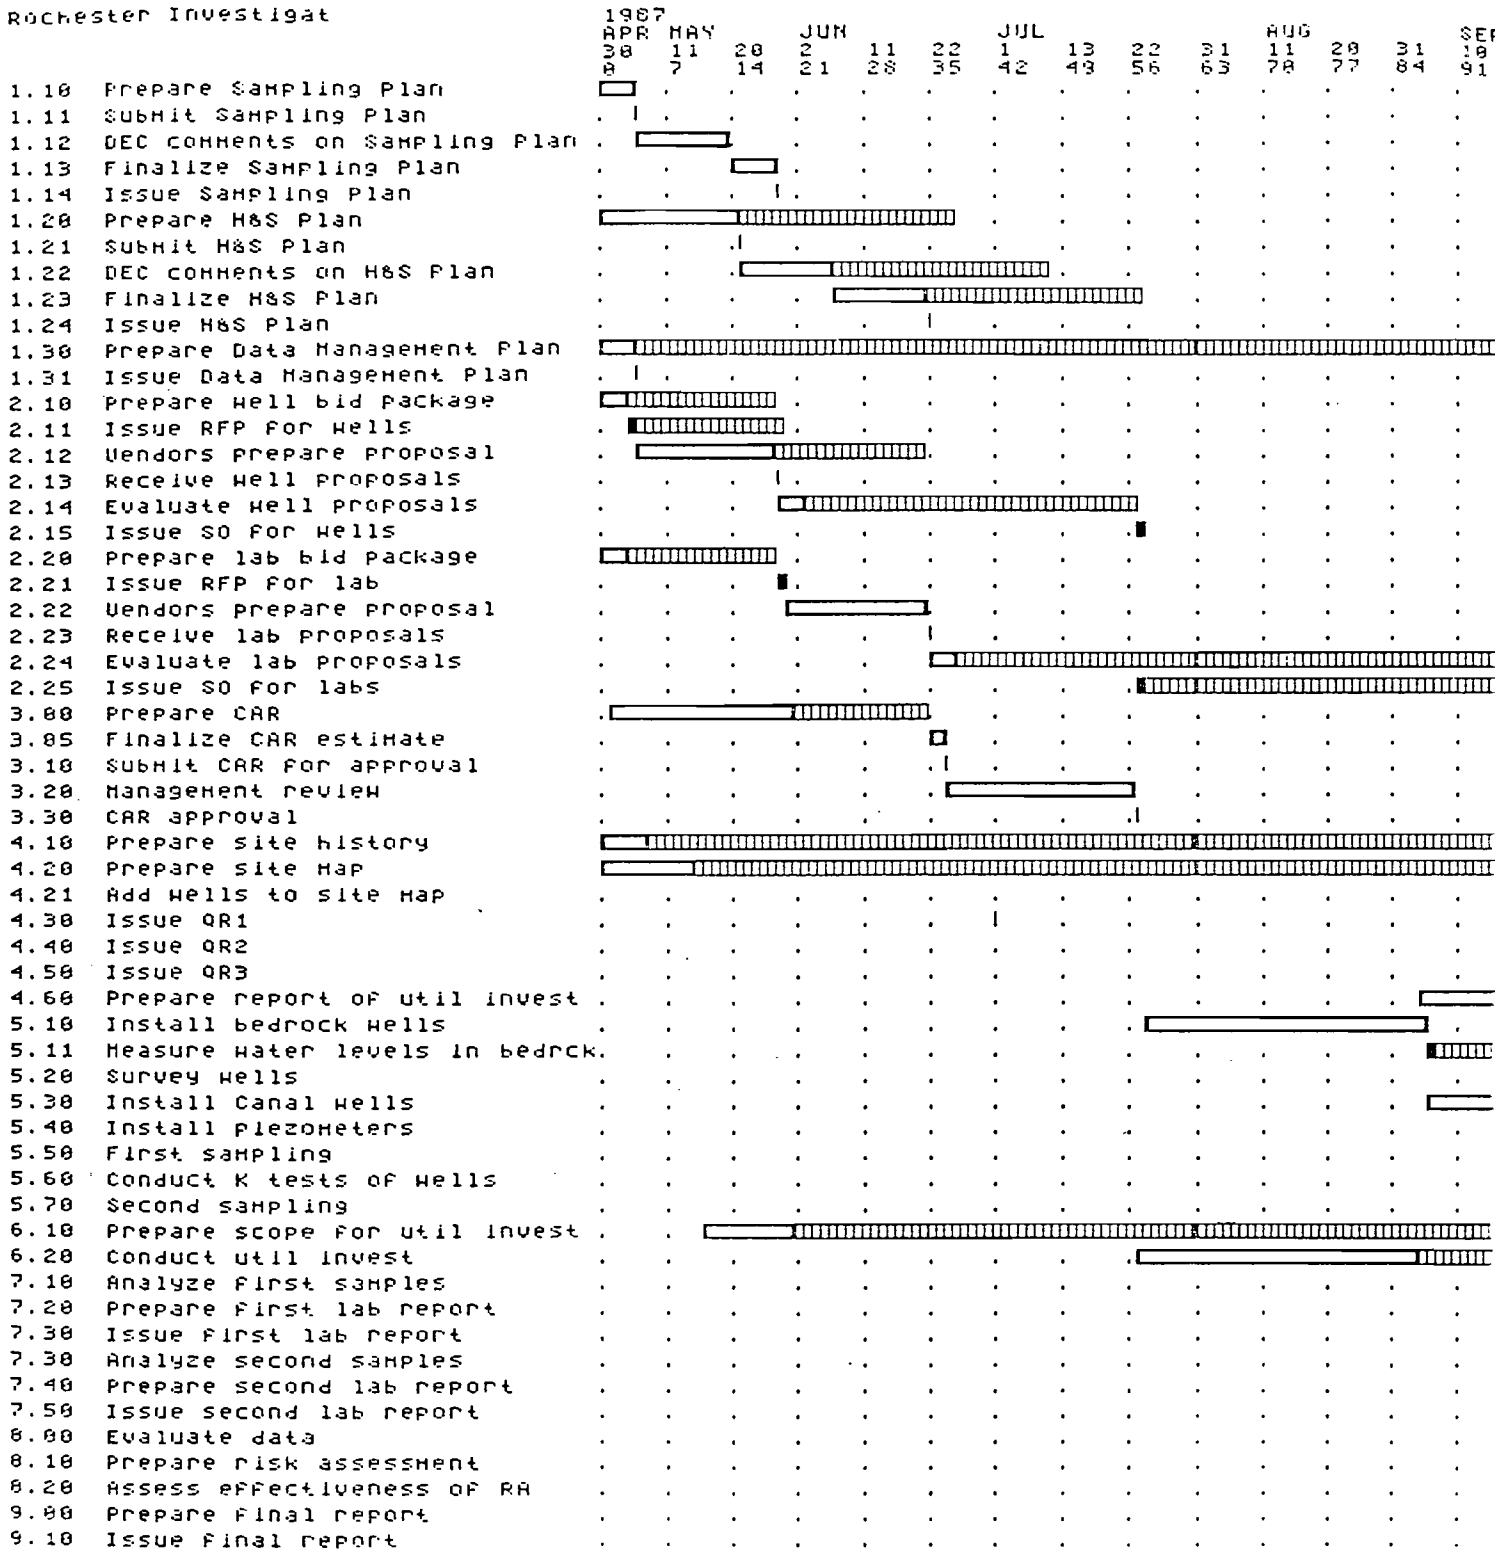 Rochester Investigat
1987
APR MAY JUN JUL AUG SEP
30 11 20 2 11 22 1 13 22 31 11 20 31 10
0 7 14 21 28 35 42 49 56 63 70 77 84 91
1.10 Prepare Sampling Plan
1.11 Submit Sampling Plan
1.12 DEC comments on Sampling Plan
1.13 Finalize Sampling Plan
1.14 Issue Sampling Plan
1.20 Prepare H&S Plan
1.21 Submit H&S Plan
1.22 DEC comments on H&S Plan
1.23 Finalize H&S Plan
1.24 Issue H&S Plan
1.30 Prepare Data Management Plan
1.31 Issue Data Management Plan
2.10 Prepare well bid package
2.11 Issue RFP for wells
2.12 Vendors prepare proposal
2.13 Receive well proposals
2.14 Evaluate well proposals
2.15 Issue SO for wells
2.20 Prepare lab bid package
2.21 Issue RFP for lab
2.22 Vendors prepare proposal
2.23 Receive lab proposals
2.24 Evaluate lab proposals
2.25 Issue SO for labs
3.00 Prepare CAR
3.05 Finalize CAR estimate
3.10 Submit CAR for approval
3.20 Management review
3.30 CAR approval
4.10 Prepare site history
4.20 Prepare site map
4.21 Add wells to site map
4.30 Issue QR1
4.40 Issue QR2
4.50 Issue QR3
4.60 Prepare report of util invest
5.10 Install bedrock wells
5.11 Measure water levels in bedrck
5.20 Survey wells
5.30 Install Canal wells
5.40 Install piezometers
5.50 First sampling
5.60 Conduct K tests of wells
5.70 Second sampling
6.10 Prepare scope for util invest
6.20 Conduct util invest
7.10 Analyze first samples
7.20 Prepare first lab report
7.30 Issue first lab report
7.30 Analyze second samples
7.40 Prepare second lab report
7.50 Issue second lab report
8.00 Evaluate data
8.10 Prepare risk assessment
8.20 Assess effectiveness of RA
9.00 Prepare final report
9.10 Issue final report